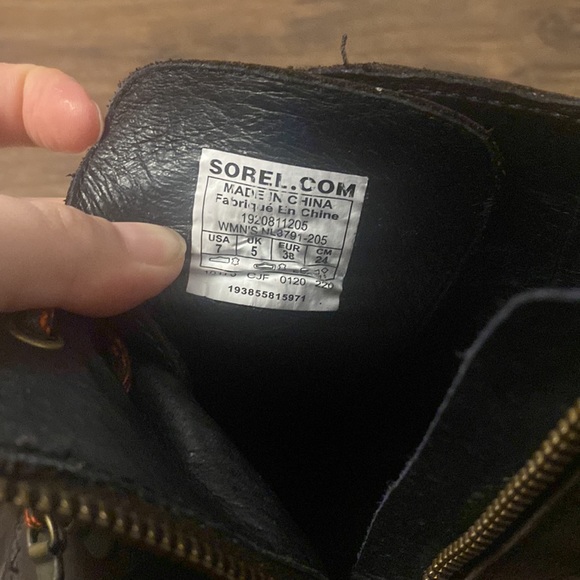 SOREL.COM
MADE IN CHINA
Fabriqué En Chine
1920811205
WMN'S NL3791-205
USA UK EUR CM
7 5 38 24
0120
193855815971